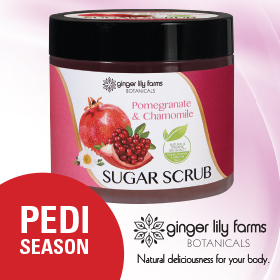 ginger lily farms
BOTANICALS
Pomegranate
& Chamomile
SUGAR SCRUB
PEDI
SEASON
ginger lily farms
BOTANICALS
Natural deliciousness for your body.